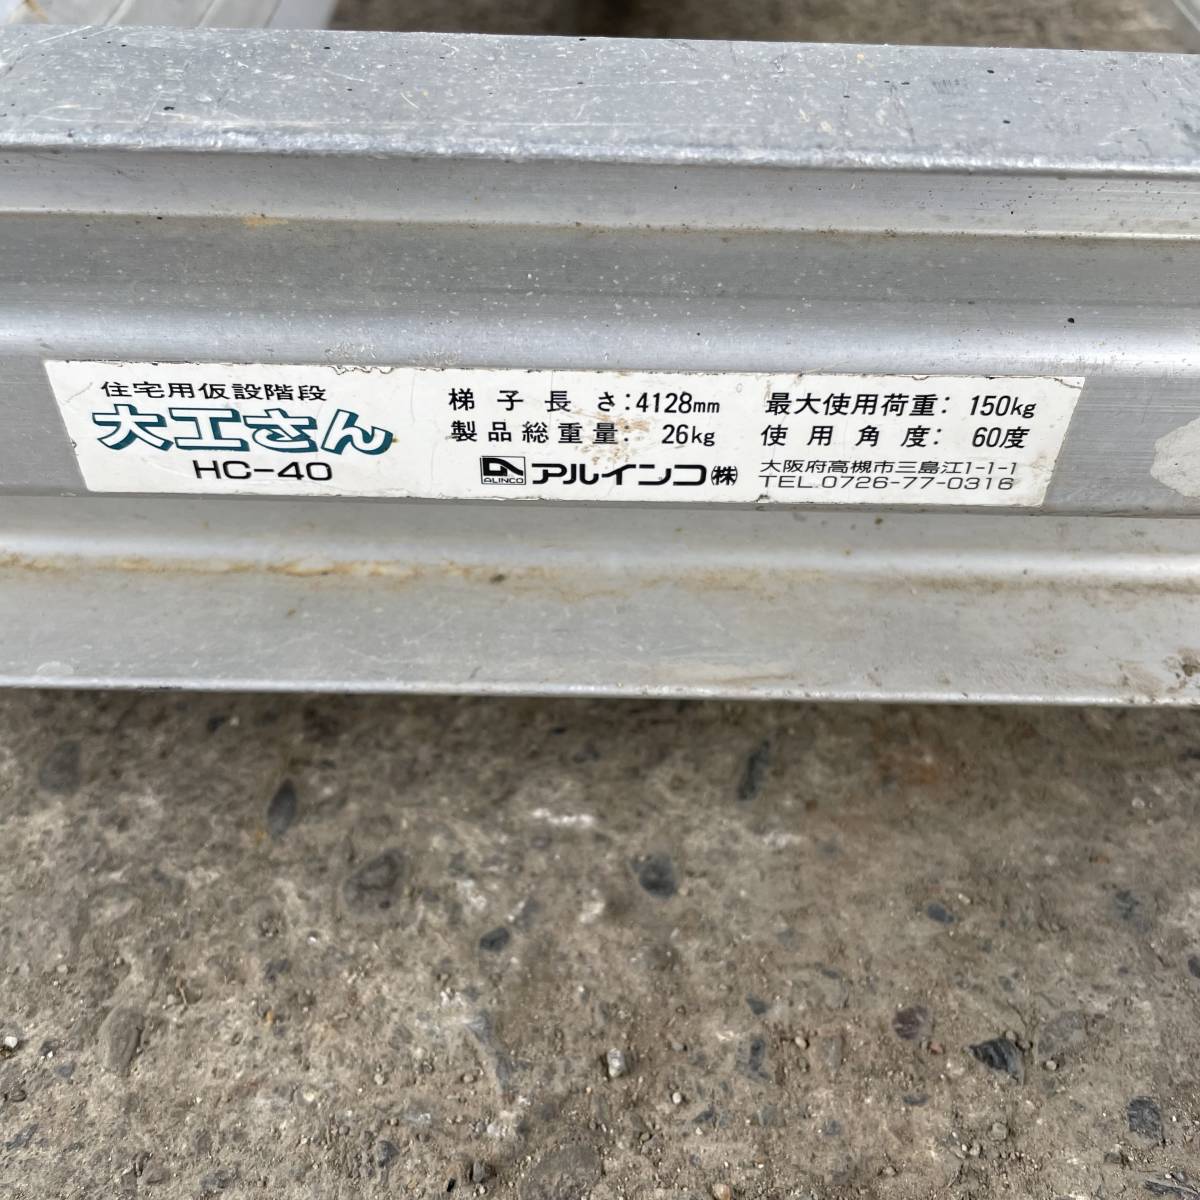 住宅用仮設階段
大工さん
HC-40
梯子長さ:4128mm
製品総重量: 26kg
最大使用荷重: 150kg
使用角度: 60度
ALINCO アルインコ㈱
大阪府高槻市三島江1-1-1
TEL.0726-77-0316